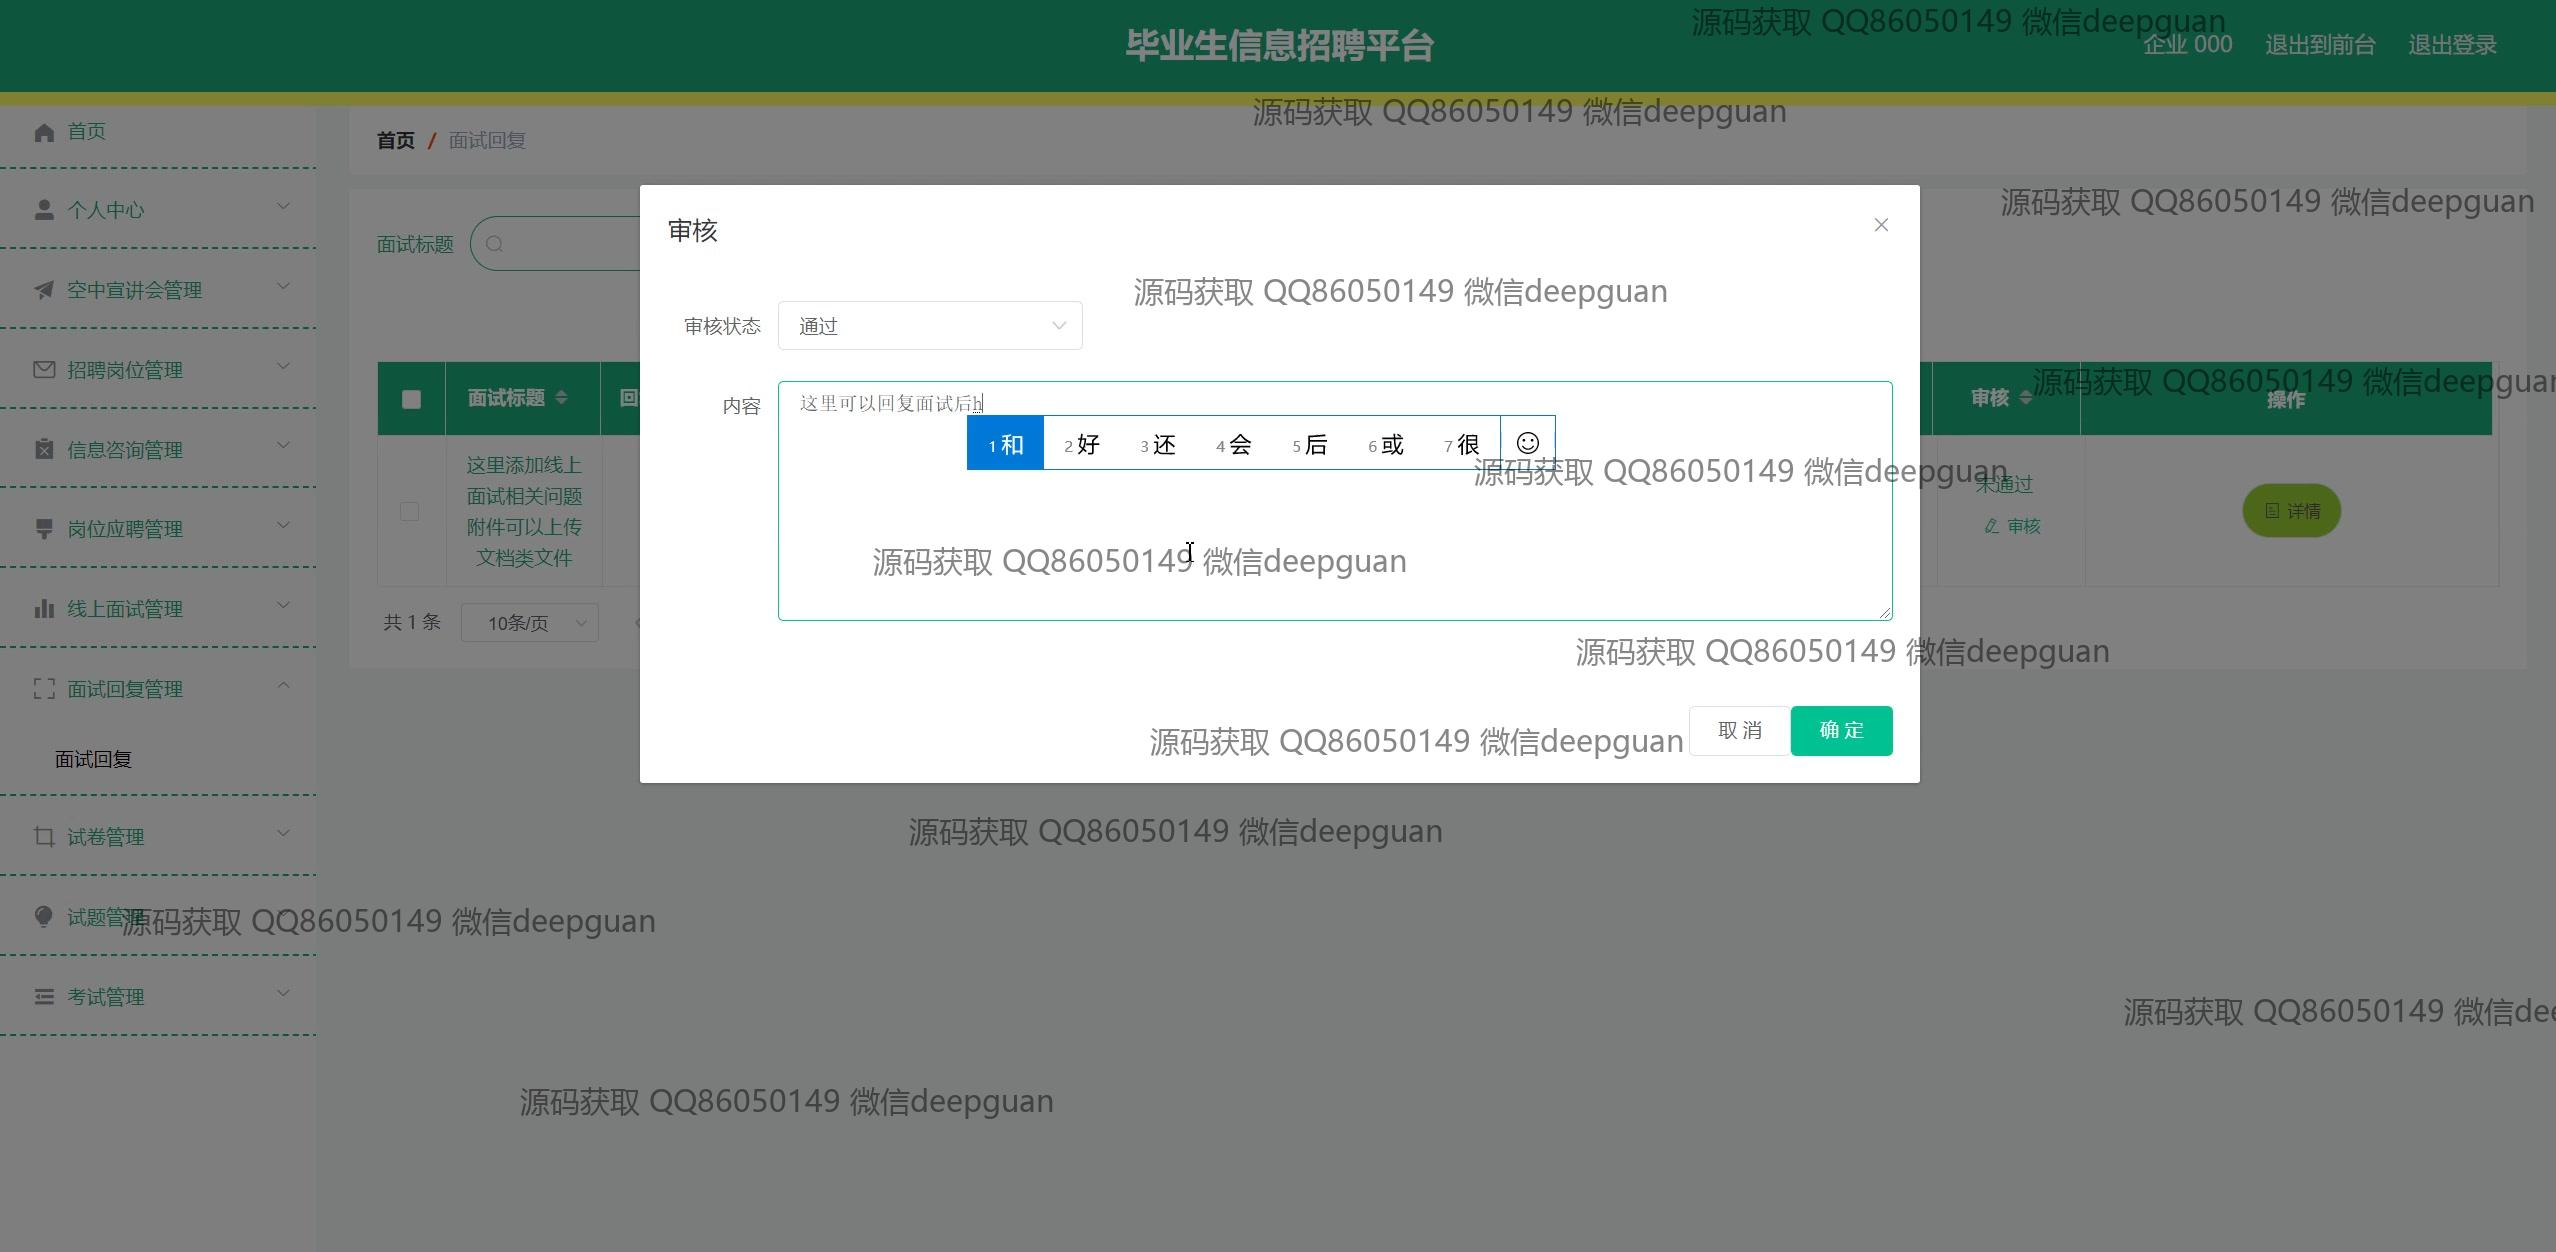 毕业生信息招聘平台
源码获取 QQ86050149 微信deepguan
企业 000 退出到前台 退出登录
源码获取 QQ86050149 微信deepguan
首页
首页 / 面试回复
个人中心
源码获取 QQ86050149 微信deepguan
审核
面试标题
空中宣讲会管理
源码获取 QQ86050149 微信deepguan
审核状态 通过
招聘岗位管理
面试标题
审核
源码获取 QQ86050149 微信deepguan
操作
内容
这里可以回复面试后h
1 和 2 好 3 还 4 会 5 后 6 或 7 很
信息咨询管理
这里添加线上
面试相关问题
附件可以上传
文档类文件
源码获取 QQ86050149 微信deepguan
未通过
审核
详情
岗位应聘管理
源码获取 QQ86050149 微信deepguan
线上面试管理
共 1 条 10条/页
源码获取 QQ86050149 微信deepguan
面试回复管理
面试回复
源码获取 QQ86050149 微信deepguan
取 消 确 定
试卷管理
源码获取 QQ86050149 微信deepguan
试题管理
源码获取 QQ86050149 微信deepguan
考试管理
源码获取 QQ86050149 微信dee
源码获取 QQ86050149 微信deepguan